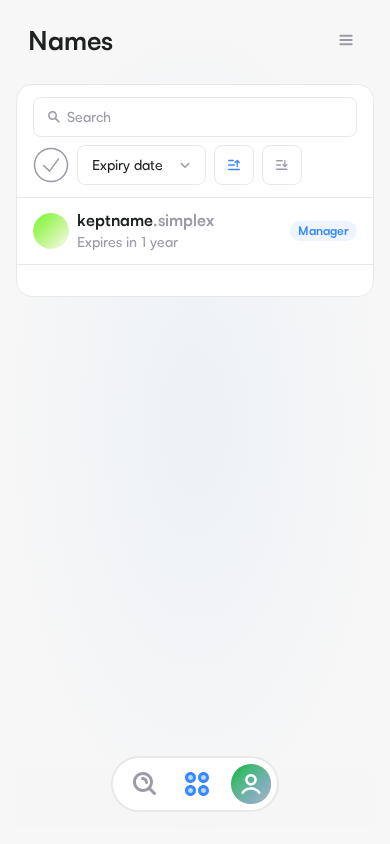 Names
Search
Expiry date
keptname.simplex
Expires in 1 year
Manager